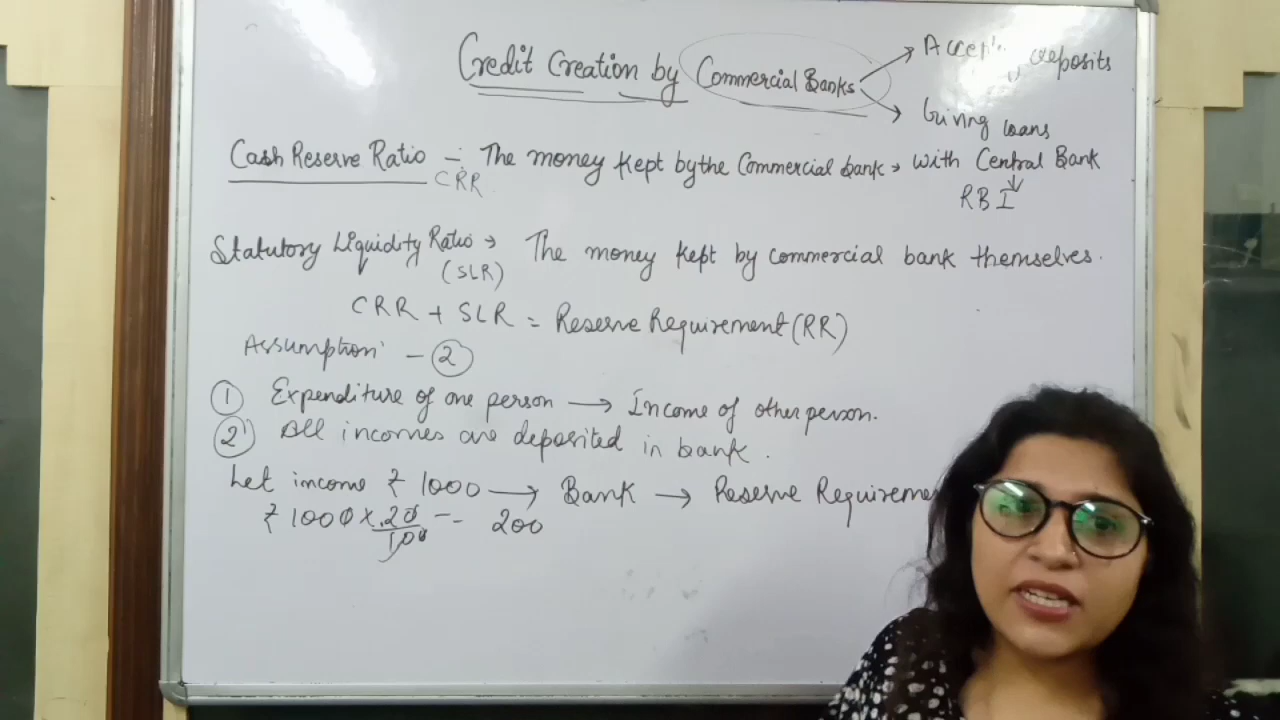 Credit Creation by Commercial Banks
deposits
Giving loans
Cash Reserve Ratio - The money kept by the Commercial bank → with Central Bank
CRR
RBI
Statutory Liquidity Ratio → The money kept by commercial bank themselves.
(SLR)
CRR + SLR = Reserve Requirement (RR)
Assumption - 2
1 Expenditure of one person → Income of other person.
2 All incomes are deposited in bank.
Let income ₹ 1000 → Bank → Reserve
₹ 1000 × 20/100 = 200